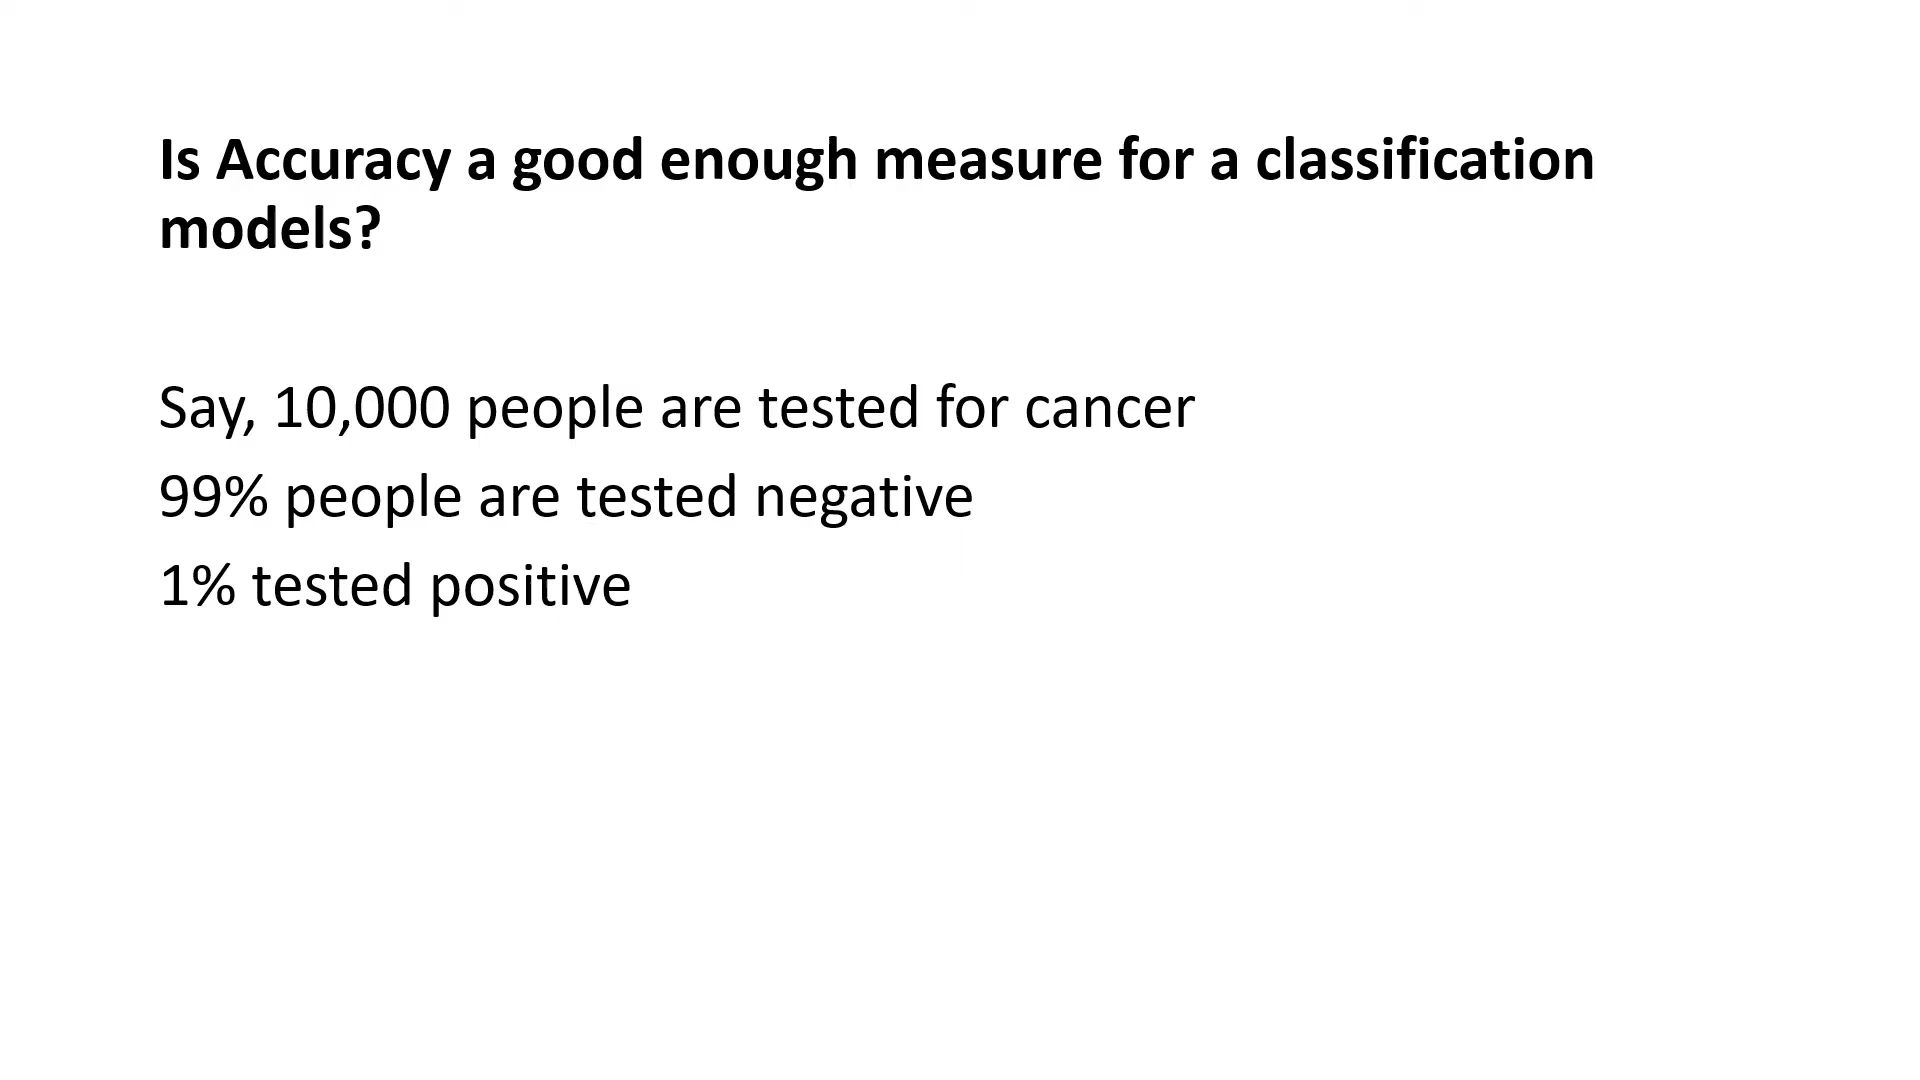 Is Accuracy a good enough measure for a classification
models?
Say, 10,000 people are tested for cancer
99% people are tested negative
1% tested positive